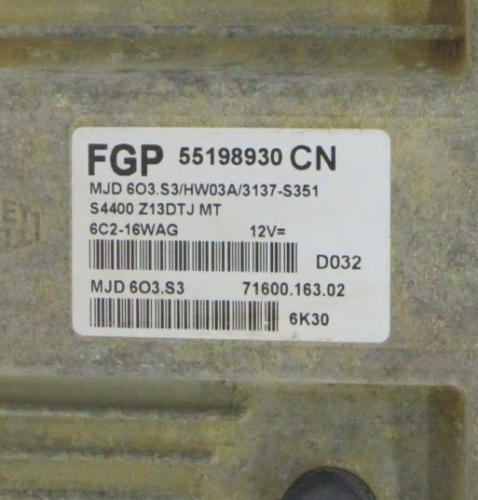 FGP 55198930 CN
MJD 6O3.S3/HW03A/3137-S351
S4400 Z13DTJ MT
6C2-16WAG 12V=
D032
MJD 6O3.S3 71600.163.02
6K30